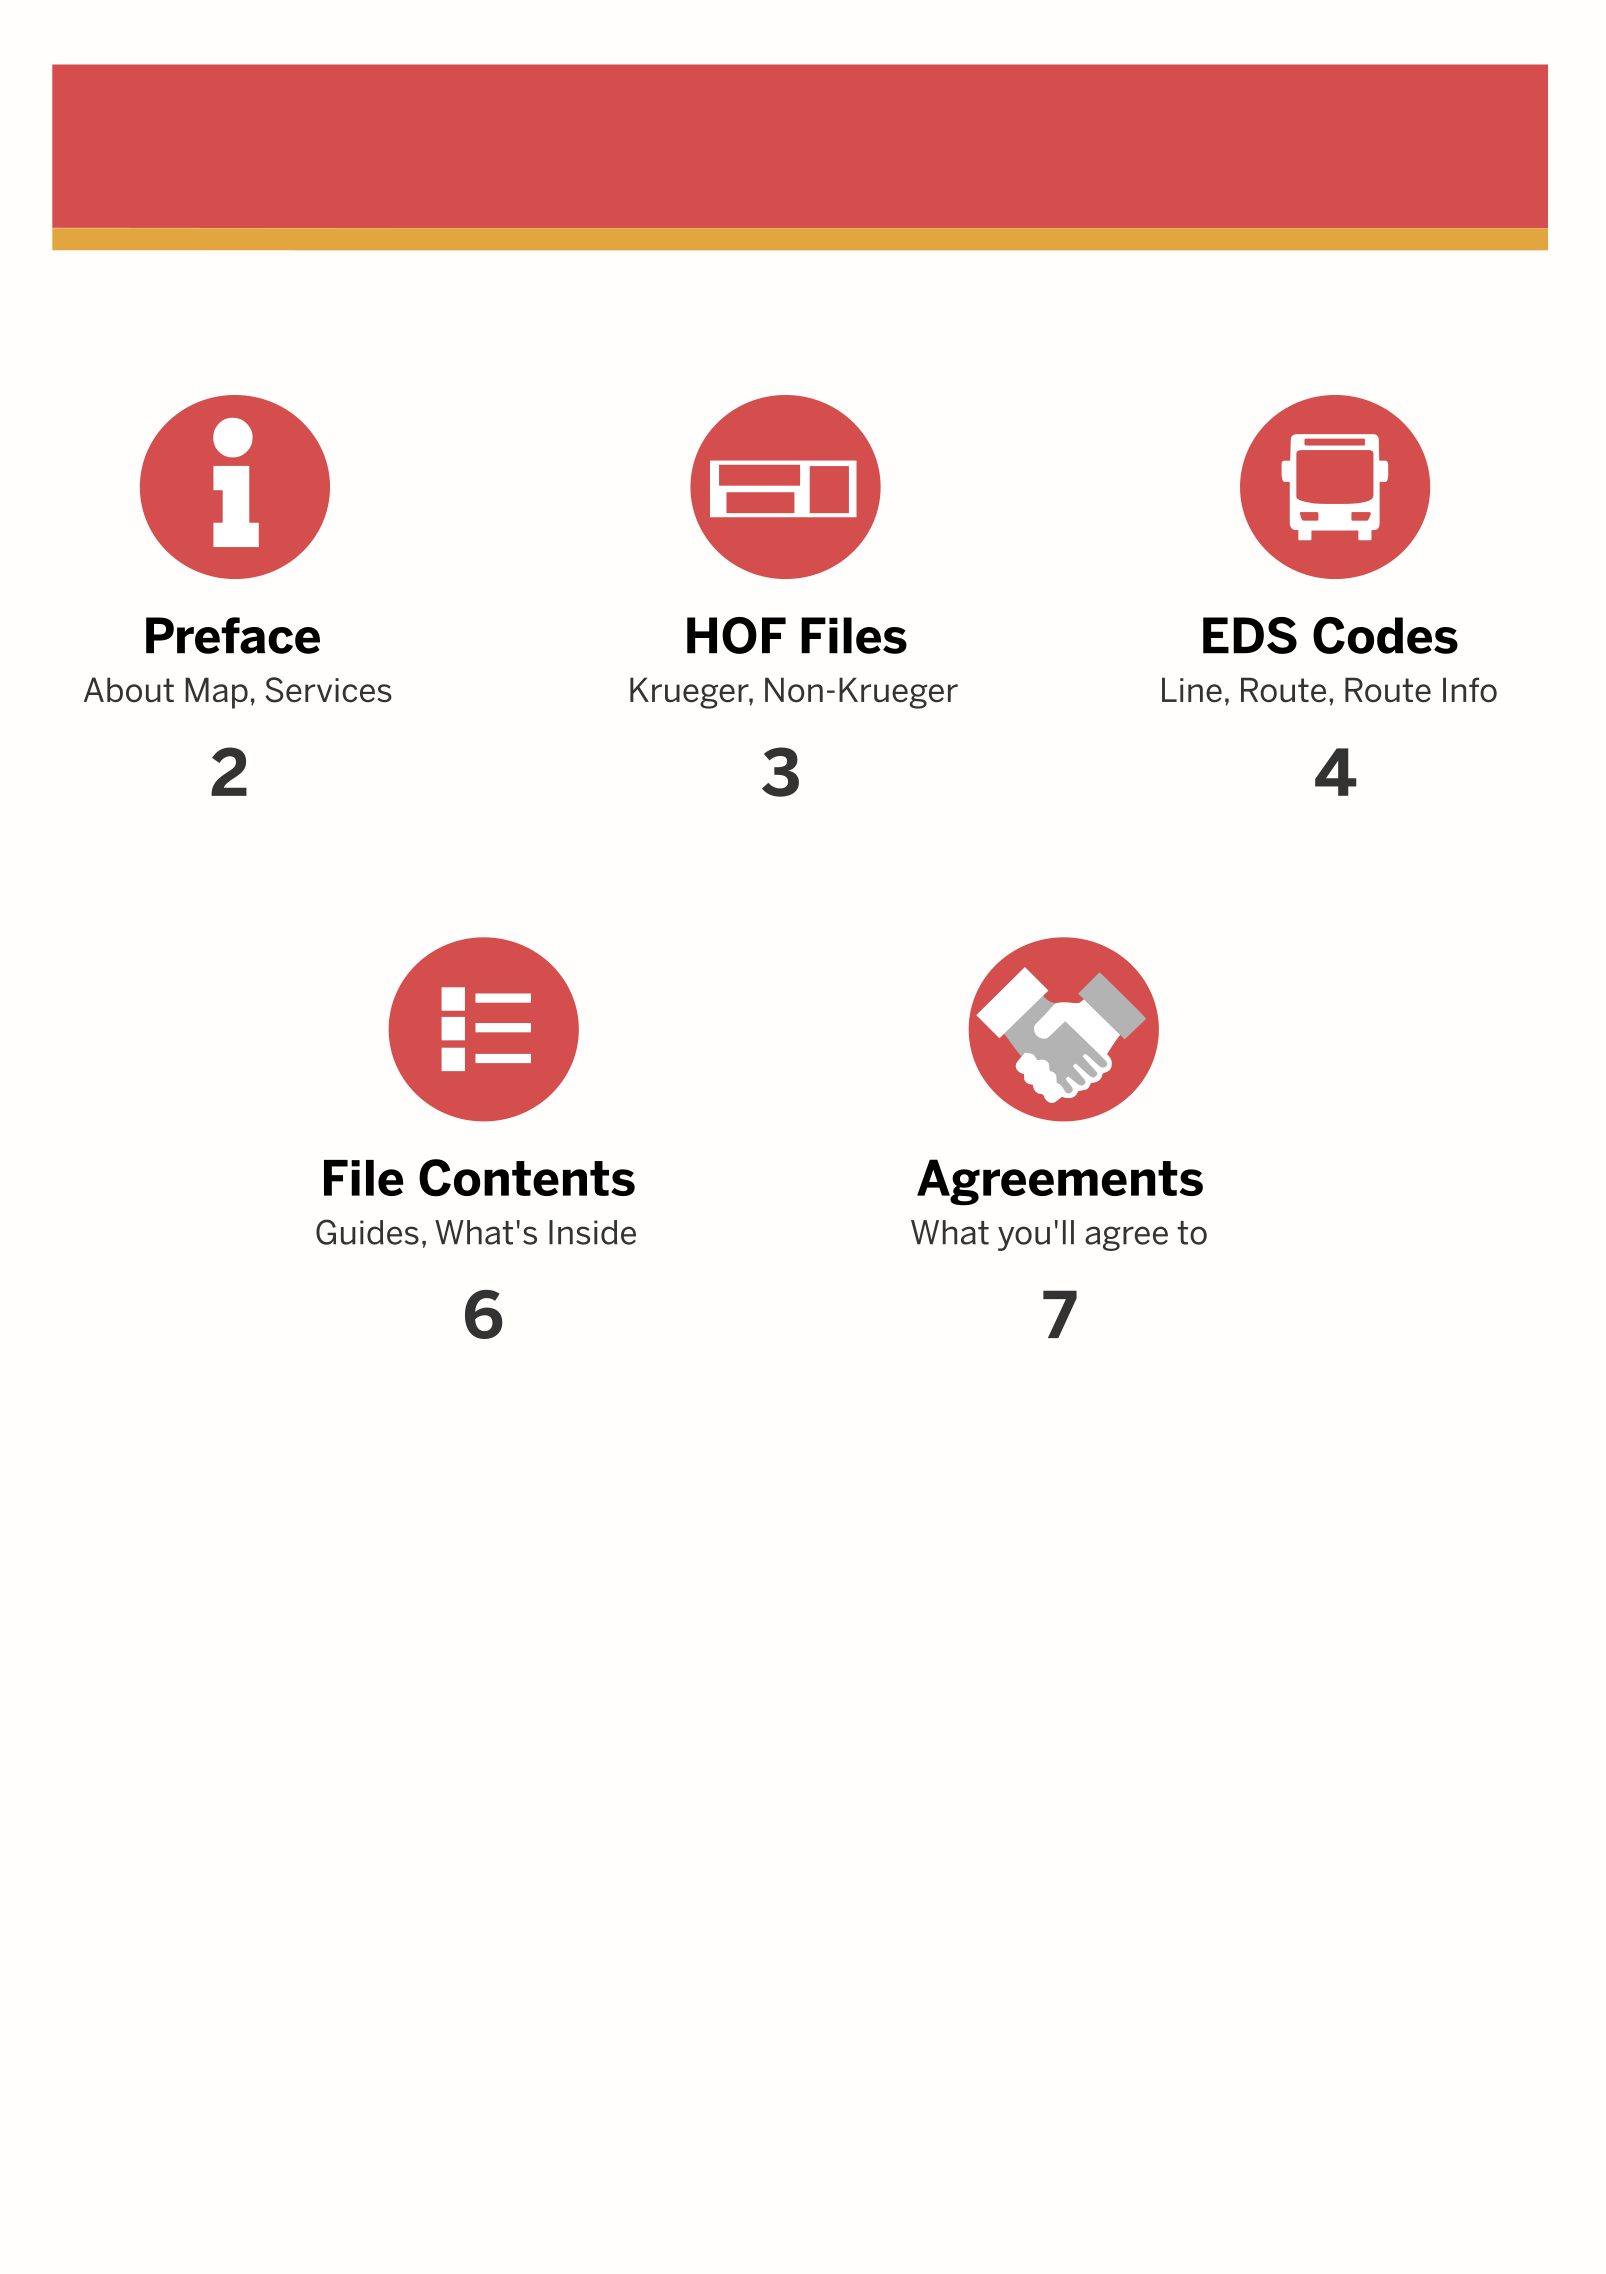 Preface
About Map, Services
2
HOF Files
Krueger, Non-Krueger
3
EDS Codes
Line, Route, Route Info
4
File Contents
Guides, What's Inside
6
Agreements
What you'll agree to
7